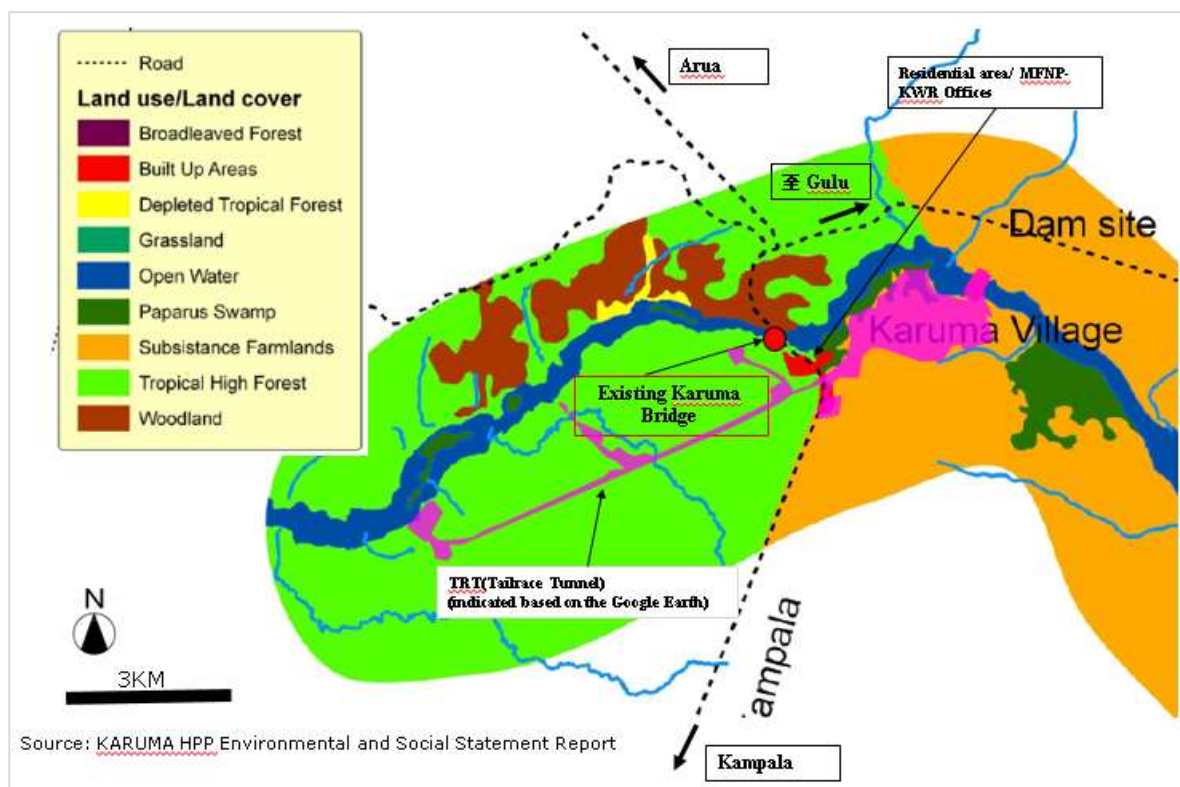 Road
Land use/Land cover
Broadleaved Forest
Built Up Areas
Depleted Tropical Forest
Grassland
Open Water
Paparus Swamp
Subsistance Farmlands
Tropical High Forest
Woodland
Arua
Residential area/ MFNP-
KWR Offices
至 Gulu
Dam site
Karuma Village
Existing Karuma
Bridge
TRT(Tailrace Tunnel)
(indicated based on the Google Earth)
N
3KM
ampala
Kampala
Source: KARUMA HPP Environmental and Social Statement Report